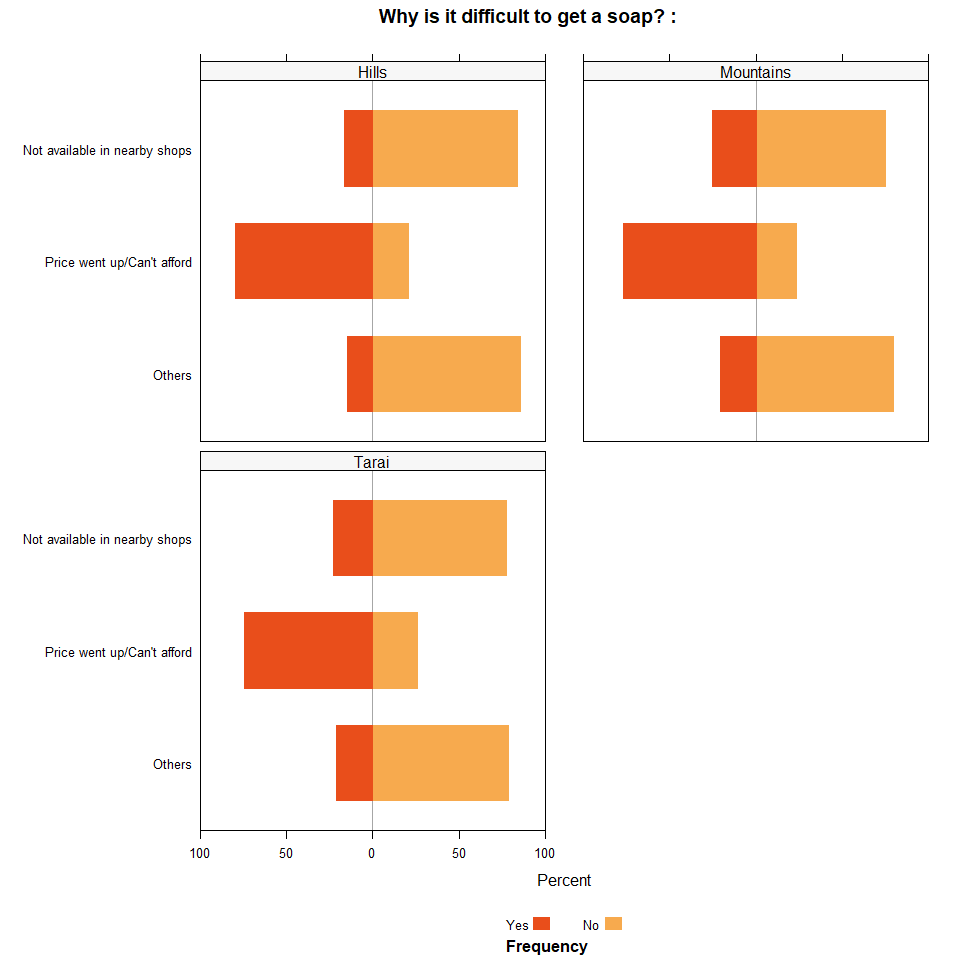 Why is it difficult to get a soap? :
Hills
Mountains
Not available in nearby shops
Price went up/Can't afford
Others
Tarai
Not available in nearby shops
Price went up/Can't afford
Others
100 50 0 50 100
Percent
Yes No
Frequency